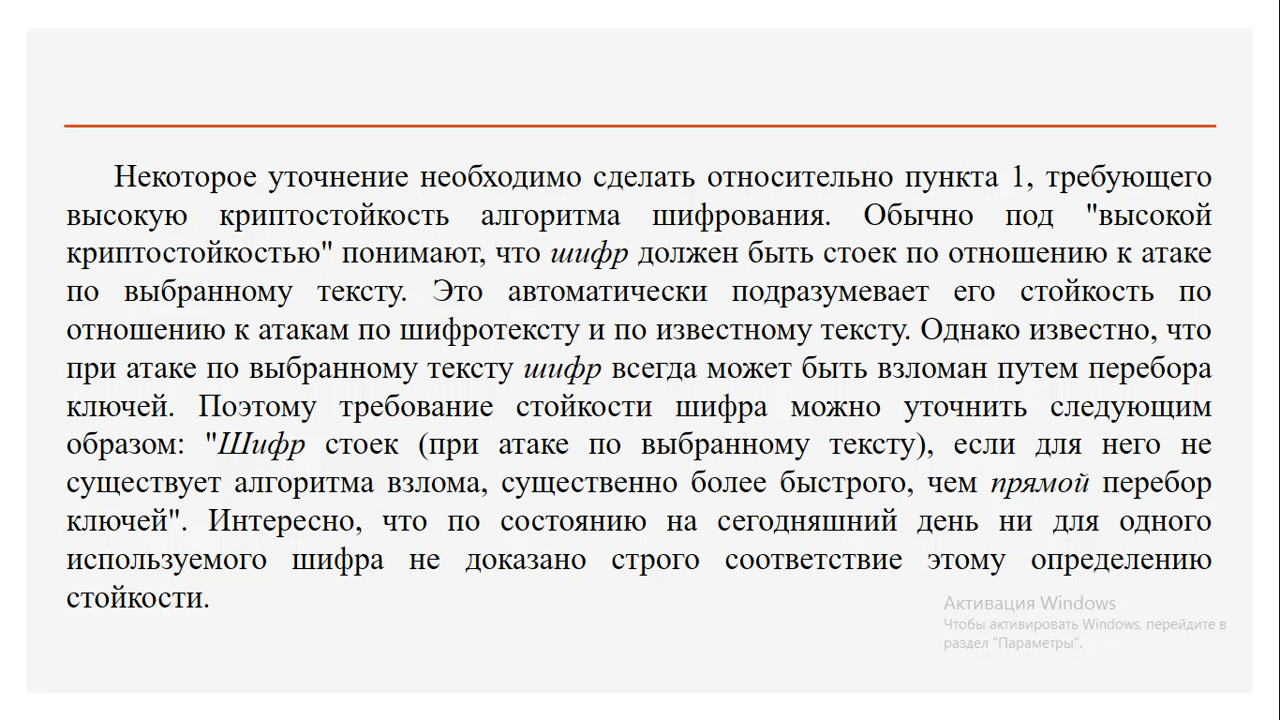 Некоторое уточнение необходимо сделать относительно пункта 1, требующего
высокую криптостойкость алгоритма шифрования. Обычно под "высокой
криптостойкостью" понимают, что шифр должен быть стоек по отношению к атаке
по выбранному тексту. Это автоматически подразумевает его стойкость по
отношению к атакам по шифротексту и по известному тексту. Однако известно, что
при атаке по выбранному тексту шифр всегда может быть взломан путем перебора
ключей. Поэтому требование стойкости шифра можно уточнить следующим
образом: "Шифр стоек (при атаке по выбранному тексту), если для него не
существует алгоритма взлома, существенно более быстрого, чем прямой перебор
ключей". Интересно, что по состоянию на сегодняшний день ни для одного
используемого шифра не доказано строго соответствие этому определению
стойкости.
Активация Windows
Чтобы активировать Windows, перейдите в
раздел "Параметры".